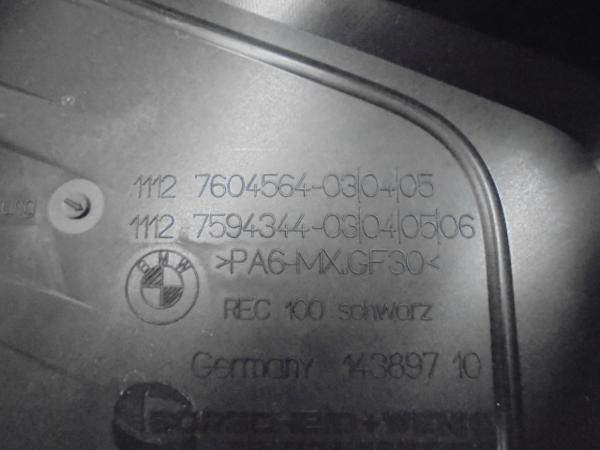 1112 7604564-03|04|05
ung
1112 7594344-03|04|05|06
BMW
>PA6-MX.GF30<
REC 100 schwarz
Germany 143897 10